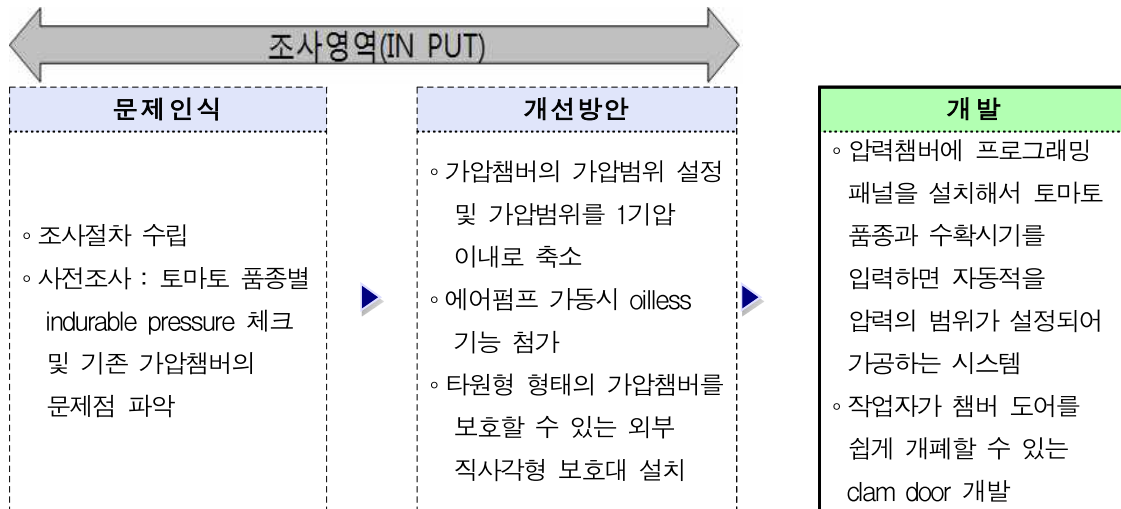 조사영역(IN PUT)
문제인식
◦조사절차 수립
◦사전조사 : 토마토 품종별
indurable pressure 체크
및 기존 가압챔버의
문제점 파악
개선방안
◦가압챔버의 가압범위 설정
및 가압범위를 1기압
이내로 축소
◦에어펌프 가동시 oilless
기능 첨가
◦타원형 형태의 가압챔버를
보호할 수 있는 외부
직사각형 보호대 설치
개발
◦압력챔버에 프로그래밍
패널을 설치해서 토마토
품종과 수확시기를
입력하면 자동적을
압력의 범위가 설정되어
가공하는 시스템
◦작업자가 챔버 도어를
쉽게 개폐할 수 있는
clam door 개발